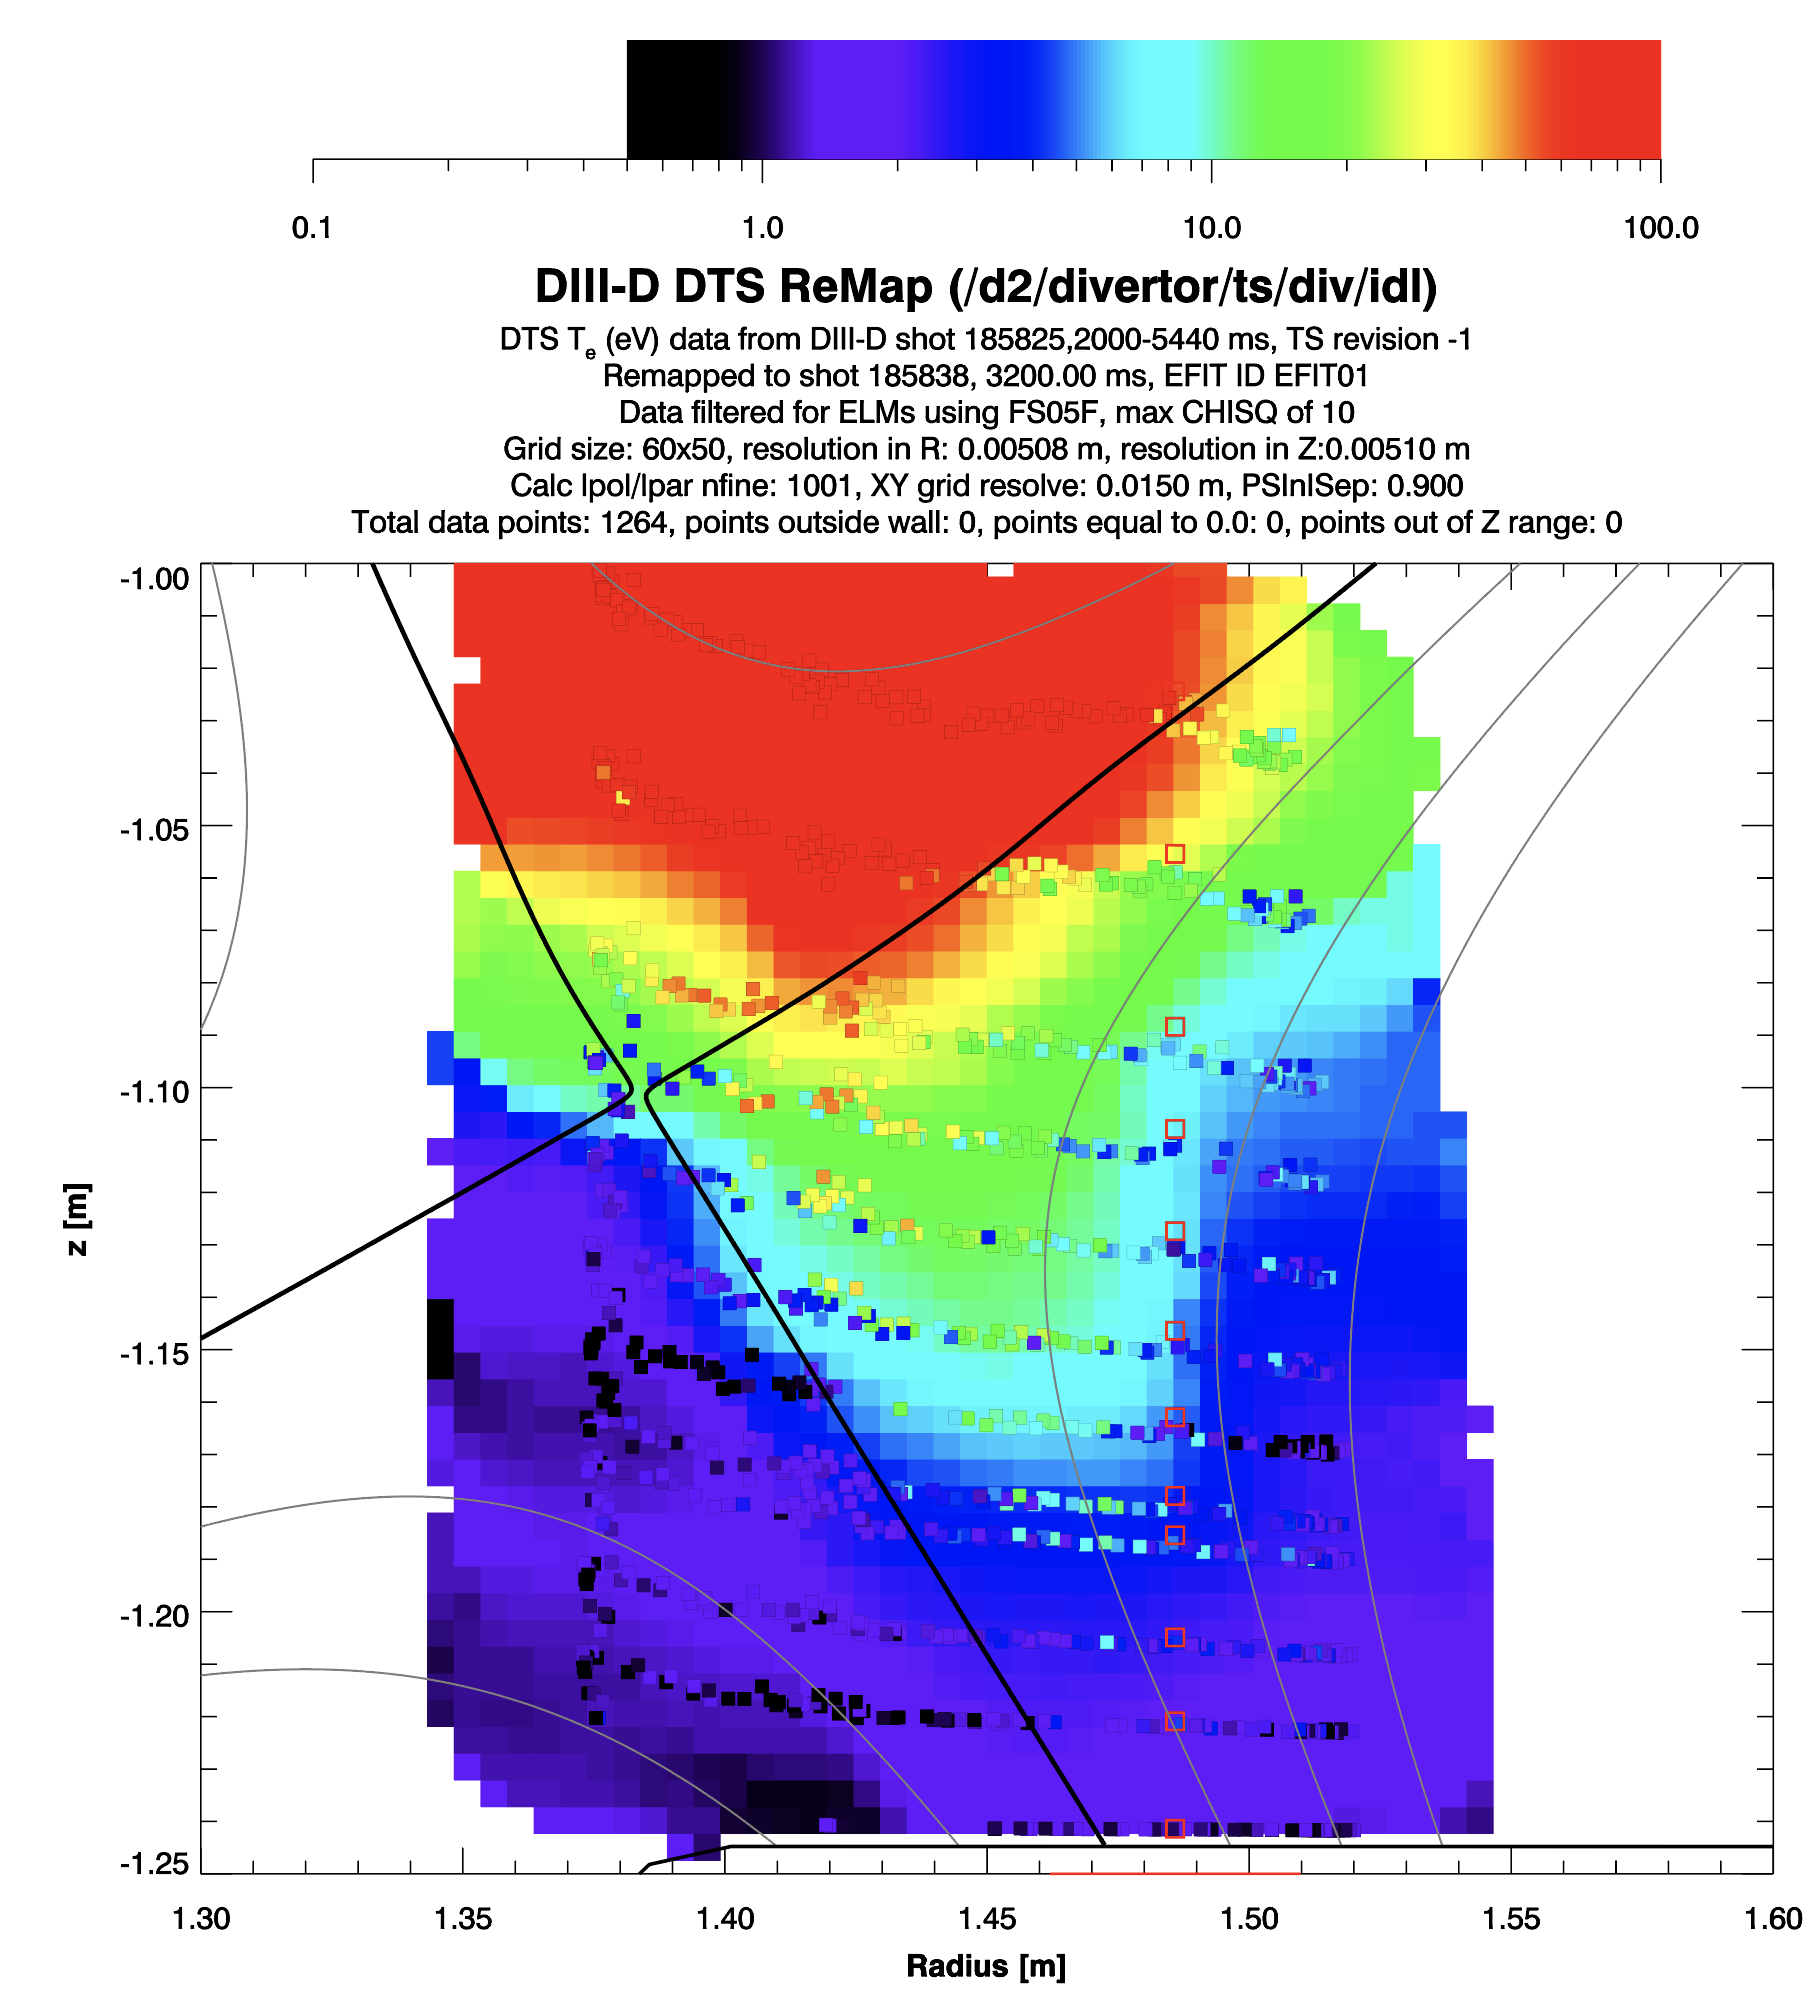 0.1 1.0 10.0 100.0
DIII-D DTS ReMap (/d2/divertor/ts/div/idl)
DTS Te (eV) data from DIII-D shot 185825,2000-5440 ms, TS revision -1
Remapped to shot 185838, 3200.00 ms, EFIT ID EFIT01
Data filtered for ELMs using FS05F, max CHISQ of 10
Grid size: 60x50, resolution in R: 0.00508 m, resolution in Z:0.00510 m
Calc lpol/lpar nfine: 1001, XY grid resolve: 0.0150 m, PSInlSep: 0.900
Total data points: 1264, points outside wall: 0, points equal to 0.0: 0, points out of Z range: 0
-1.00
-1.05
-1.10
-1.15
-1.20
-1.25
z [m]
1.30 1.35 1.40 1.45 1.50 1.55 1.60
Radius [m]